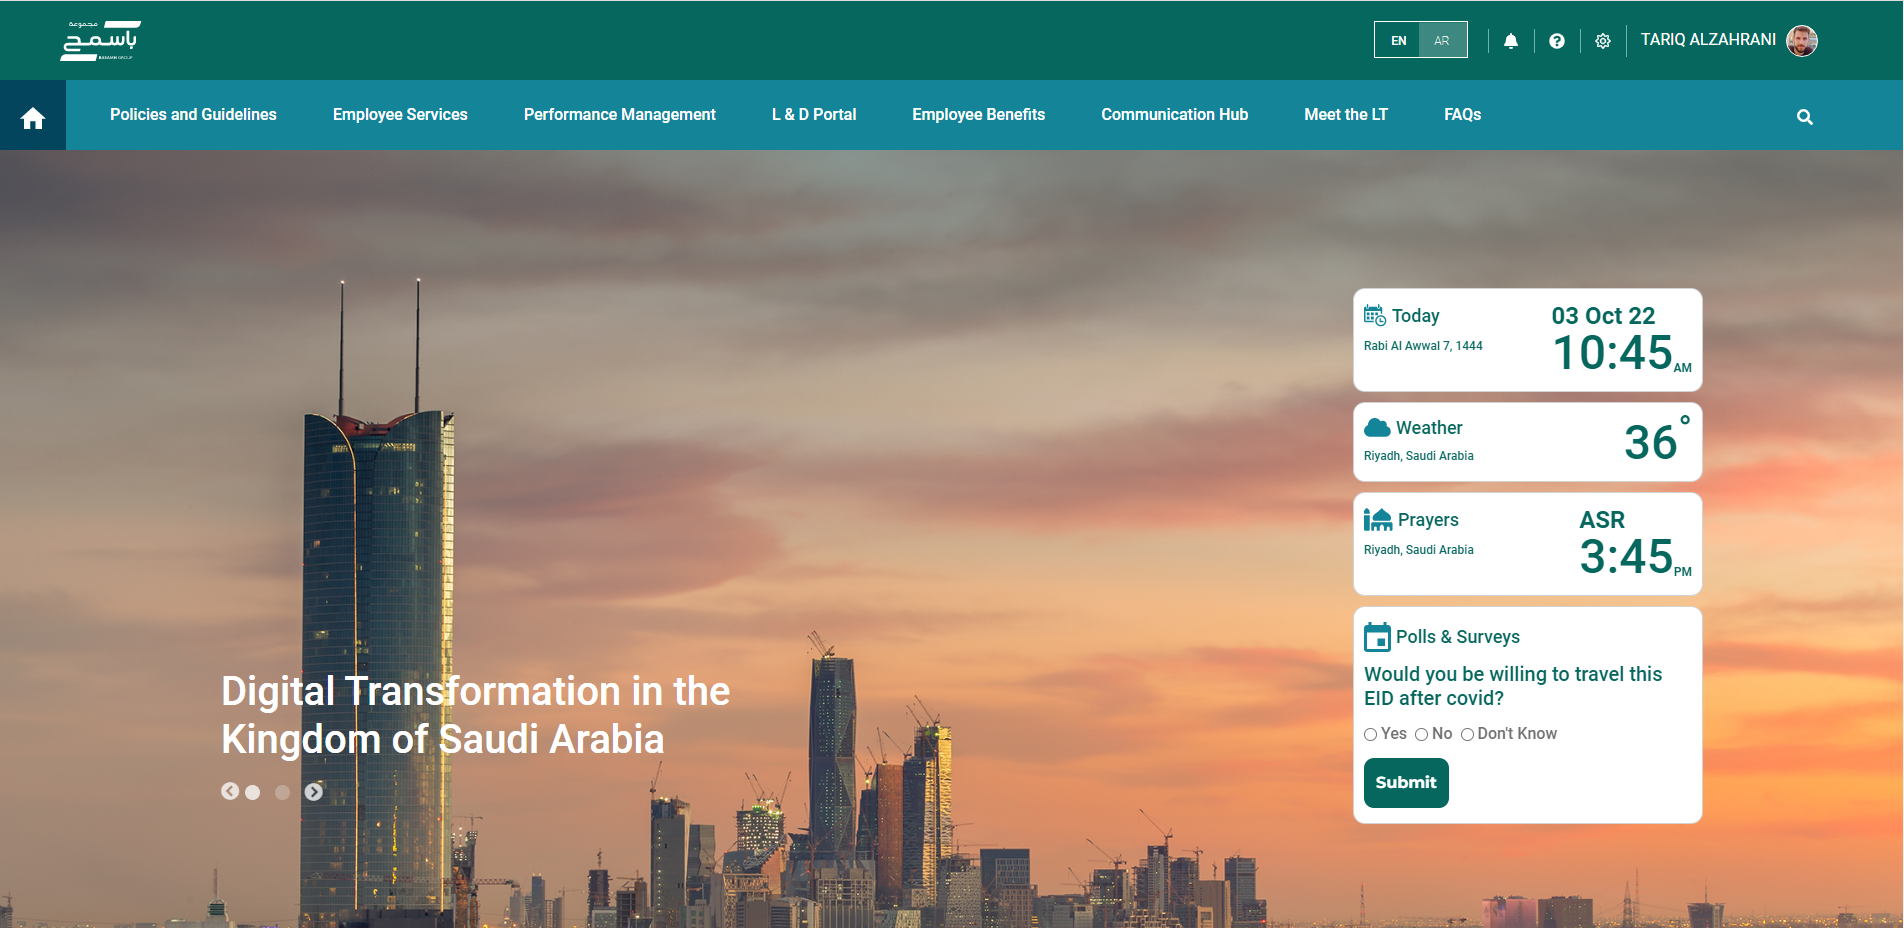 مجموعة
باسمح
BASAMH GROUP
EN
AR
TARIQ ALZAHRANI
Policies and Guidelines
Employee Services
Performance Management
L & D Portal
Employee Benefits
Communication Hub
Meet the LT
FAQs
Today
03 Oct 22
Rabi Al Awwal 7, 1444
10:45 AM
Weather
36°
Riyadh, Saudi Arabia
Prayers
ASR
Riyadh, Saudi Arabia
3:45 PM
Polls & Surveys
Would you be willing to travel this
EID after covid?
Yes No Don't Know
Submit
Digital Transformation in the
Kingdom of Saudi Arabia